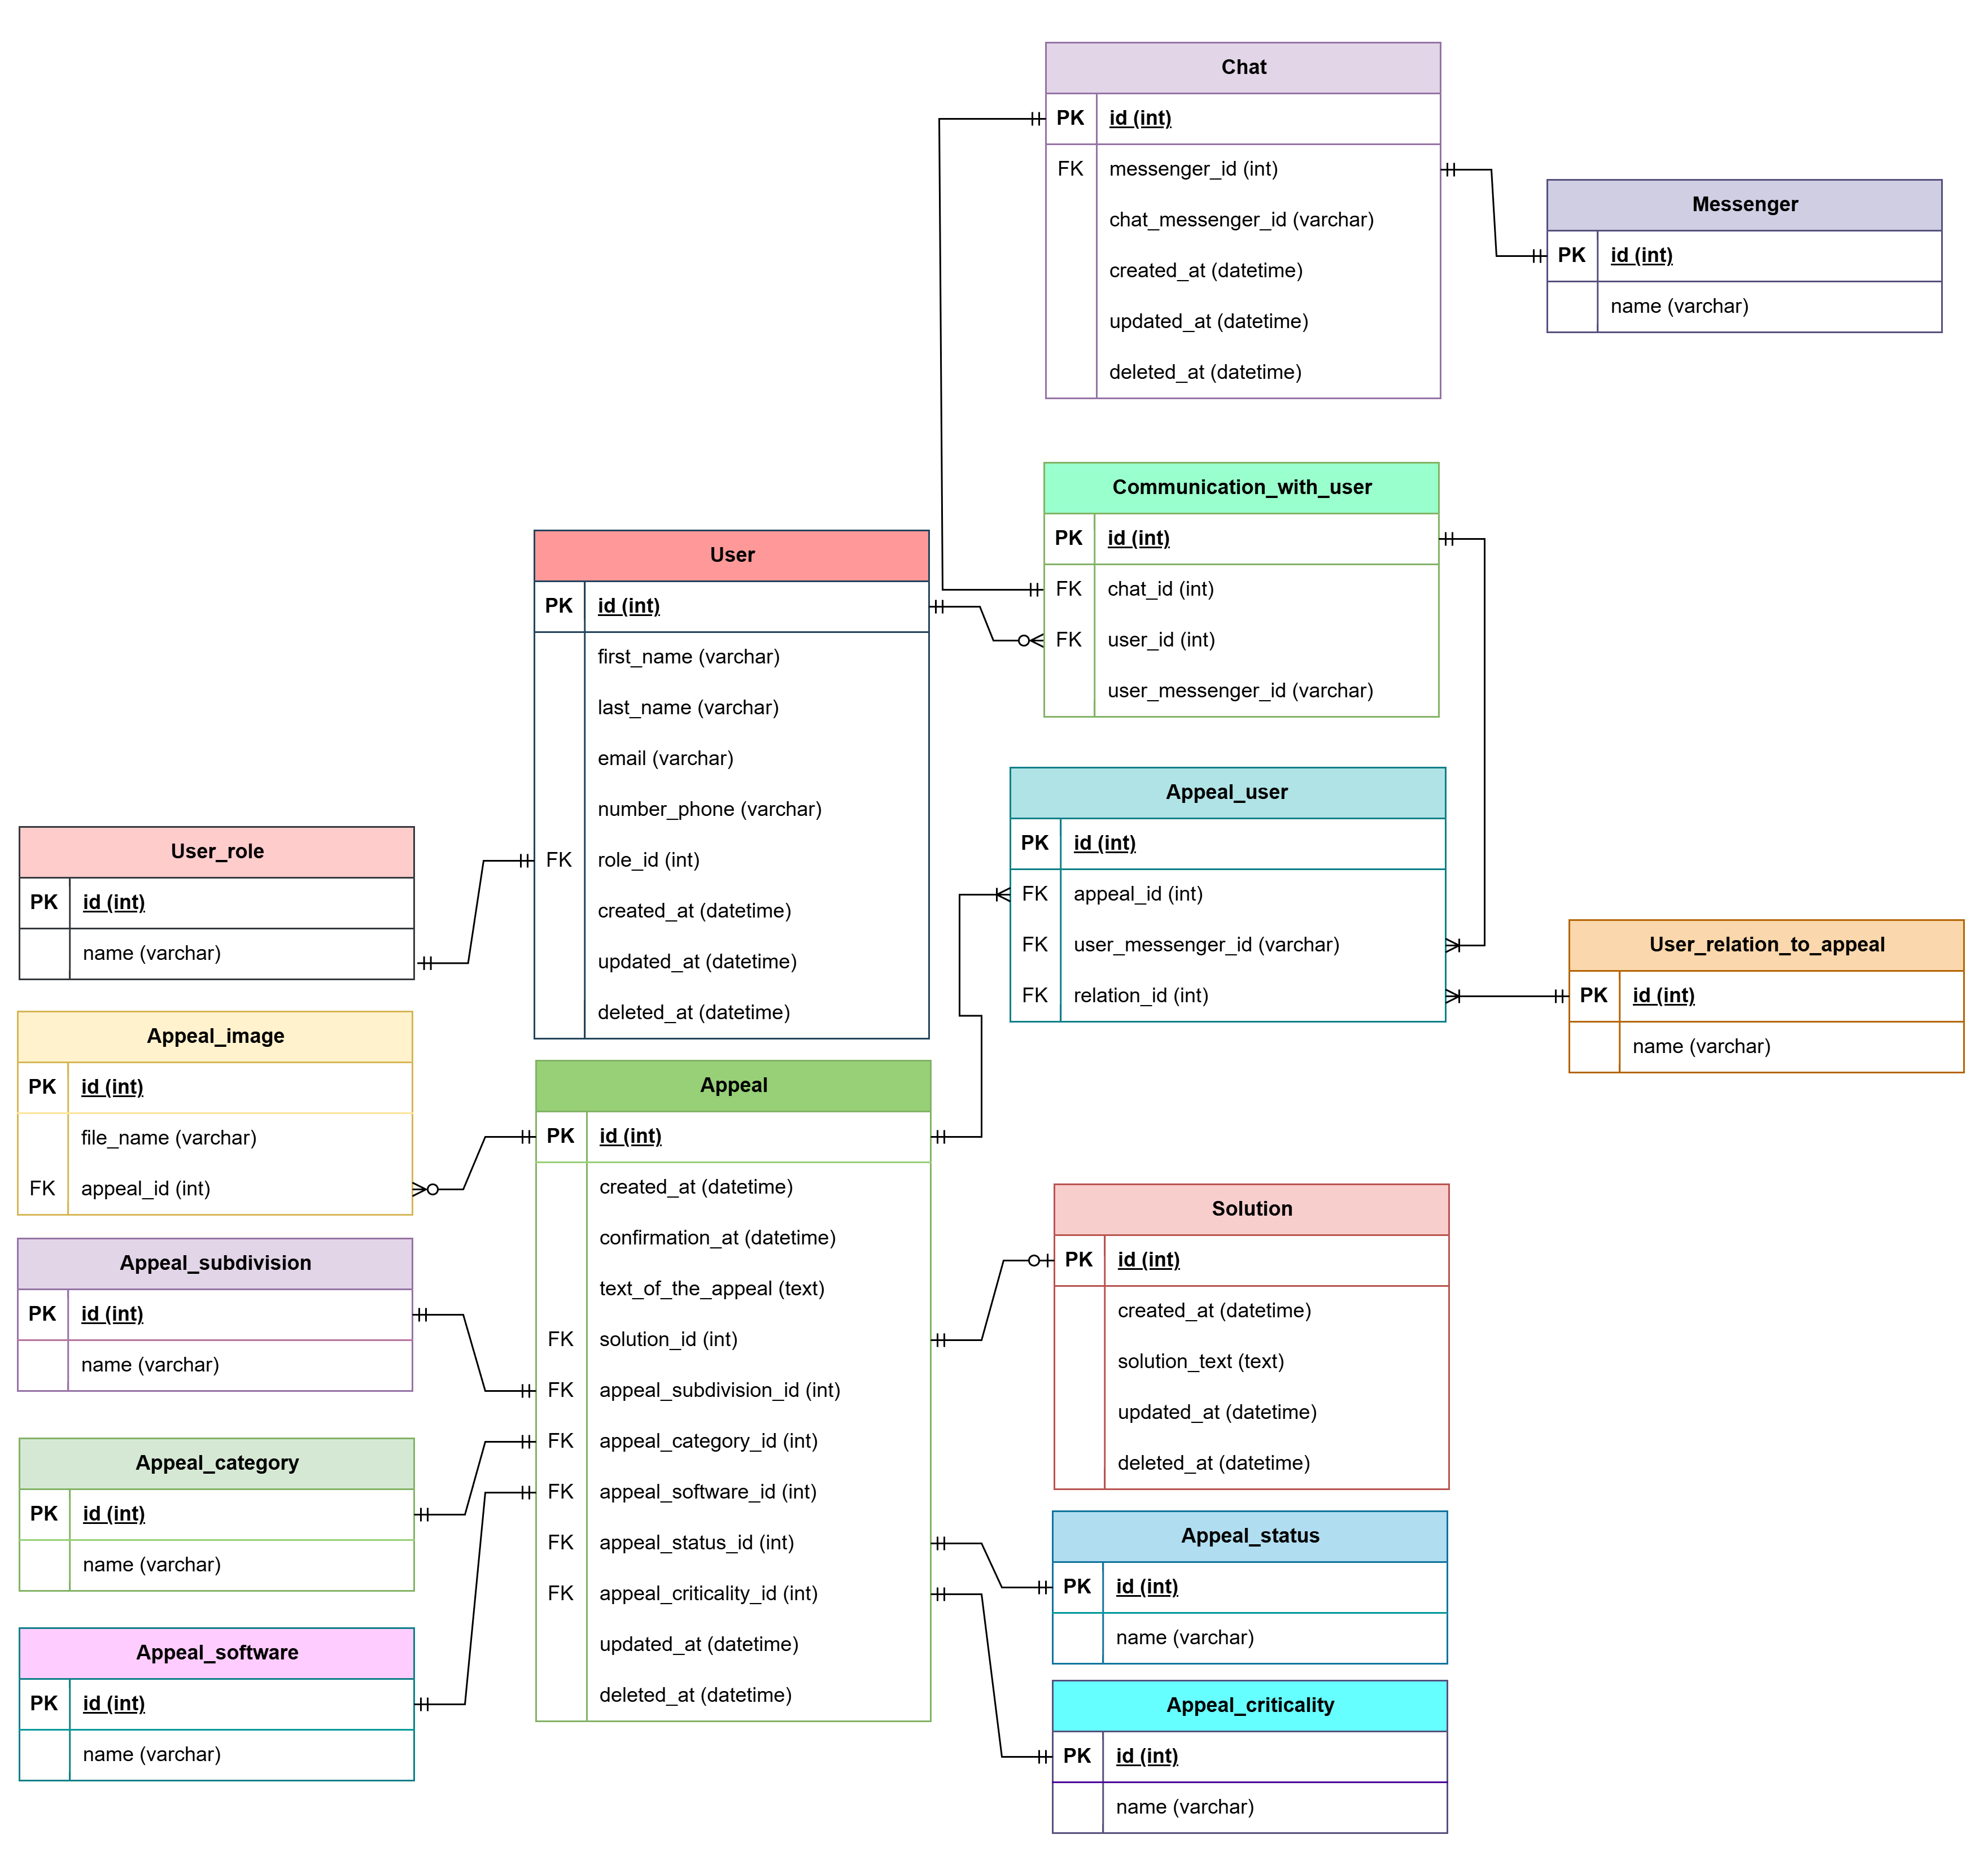 Chat
PK id (int)
FK messenger_id (int)
chat_messenger_id (varchar)
created_at (datetime)
updated_at (datetime)
deleted_at (datetime)
Messenger
PK id (int)
name (varchar)
Communication_with_user
PK id (int)
FK chat_id (int)
FK user_id (int)
user_messenger_id (varchar)
User
PK id (int)
first_name (varchar)
last_name (varchar)
email (varchar)
number_phone (varchar)
FK role_id (int)
created_at (datetime)
updated_at (datetime)
deleted_at (datetime)
Appeal_user
PK id (int)
FK appeal_id (int)
FK user_messenger_id (varchar)
FK relation_id (int)
User_role
PK id (int)
name (varchar)
User_relation_to_appeal
PK id (int)
name (varchar)
Appeal_image
PK id (int)
file_name (varchar)
FK appeal_id (int)
Appeal
PK id (int)
created_at (datetime)
confirmation_at (datetime)
text_of_the_appeal (text)
FK solution_id (int)
FK appeal_subdivision_id (int)
FK appeal_category_id (int)
FK appeal_software_id (int)
FK appeal_status_id (int)
FK appeal_criticality_id (int)
updated_at (datetime)
deleted_at (datetime)
Solution
PK id (int)
created_at (datetime)
solution_text (text)
updated_at (datetime)
deleted_at (datetime)
Appeal_subdivision
PK id (int)
name (varchar)
Appeal_category
PK id (int)
name (varchar)
Appeal_status
PK id (int)
name (varchar)
Appeal_software
PK id (int)
name (varchar)
Appeal_criticality
PK id (int)
name (varchar)